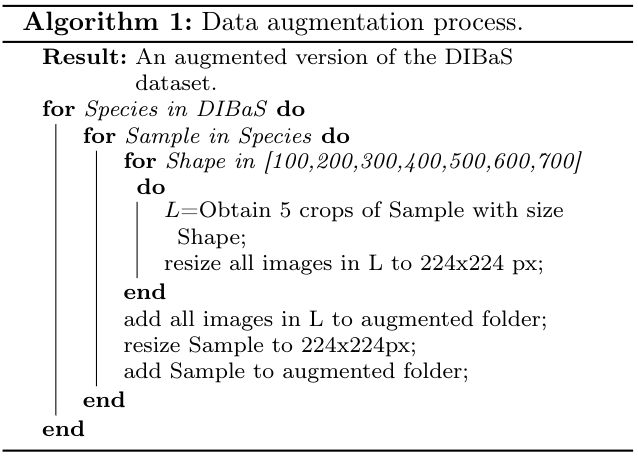 Algorithm 1: Data augmentation process.
Result: An augmented version of the DIBaS
dataset.
for Species in DIBaS do
for Sample in Species do
for Shape in [100,200,300,400,500,600,700]
do
L=Obtain 5 crops of Sample with size
Shape;
resize all images in L to 224x224 px;
end
add all images in L to augmented folder;
resize Sample to 224x224px;
add Sample to augmented folder;
end
end